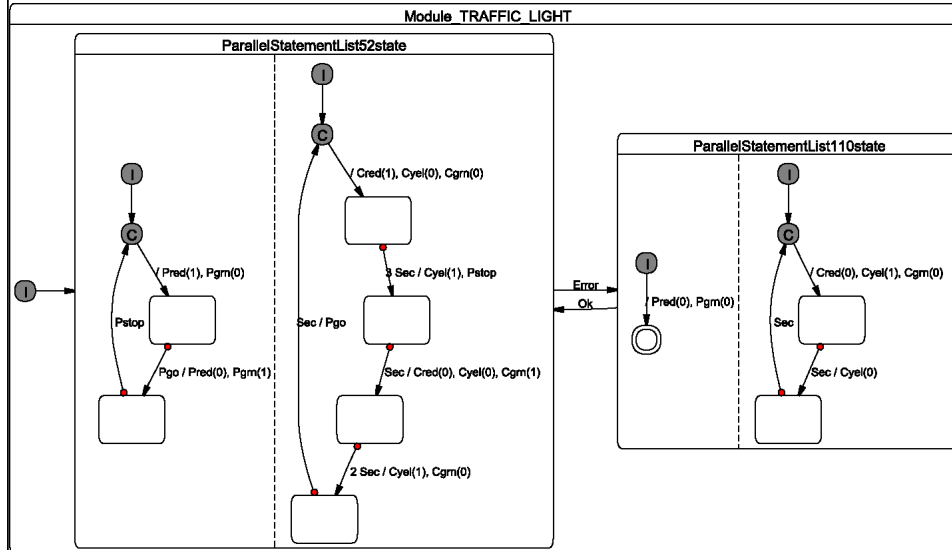 Module_TRAFFIC_LIGHT
ParallelStatementList52state
I
C
/ Cred(1), Cyel(0), Cgrn(0)
I
C
/ Pred(1), Pgrn(0)
3 Sec / Cyel(1), Pstop
I
Pstop
Sec / Pgo
Pgo / Pred(0), Pgrn(1)
Sec / Cred(0), Cyel(0), Cgrn(1)
2 Sec / Cyel(1), Cgrn(0)
Error
Ok
ParallelStatementList110state
I
/ Pred(0), Pgrn(0)
I
C
/ Cred(0), Cyel(1), Cgrn(0)
Sec
Sec / Cyel(0)